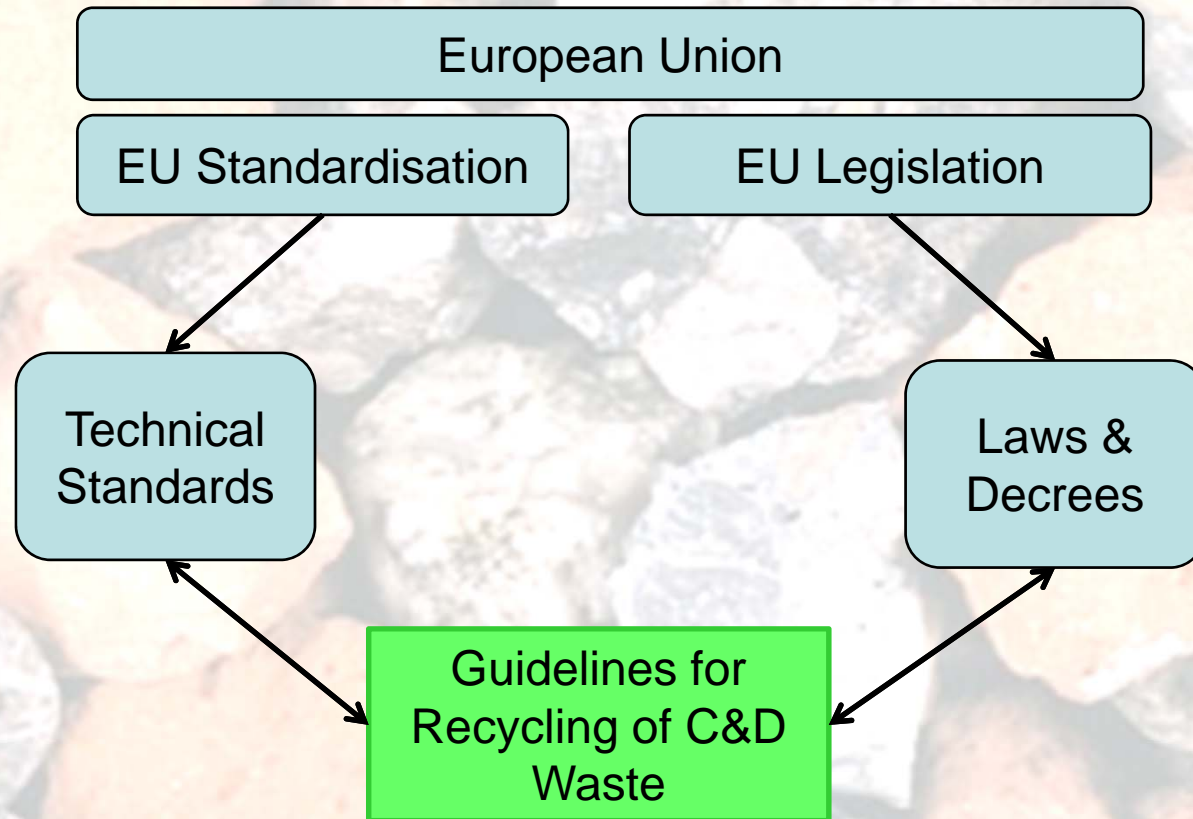 European Union
EU Standardisation
EU Legislation
Technical
Standards
Laws &
Decrees
Guidelines for
Recycling of C&D
Waste